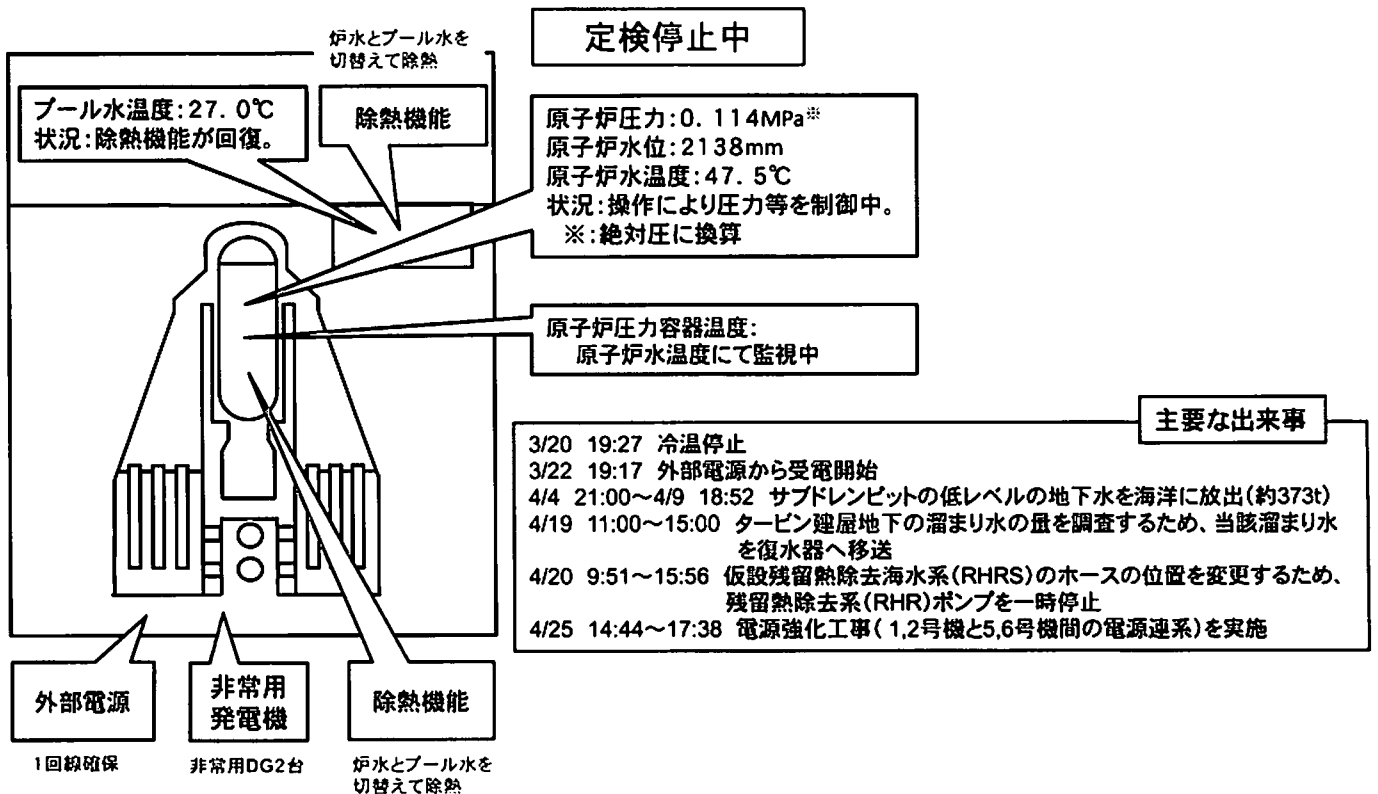 炉水とプール水を
切替えて除熱
定検停止中
プール水温度:27. 0℃
状況:除熱機能が回復。
除熱機能
原子炉圧力:0. 114MPa※
原子炉水位:2138mm
原子炉水温度:47. 5℃
状況:操作により圧力等を制御中。
※:絶対圧に換算
原子炉圧力容器温度:
原子炉水温度にて監視中
主要な出来事
3/20 19:27 冷温停止
3/22 19:17 外部電源から受電開始
4/4 21:00～4/9 18:52 サブドレンピットの低レベルの地下水を海洋に放出(約373t)
4/19 11:00～15:00 タービン建屋地下の溜まり水の量を調査するため、当該溜まり水
を復水器へ移送
4/20 9:51～15:56 仮設残留熱除去海水系(RHRS)のホースの位置を変更するため、
残留熱除去系(RHR)ポンプを一時停止
4/25 14:44～17:38 電源強化工事( 1,2号機と5,6号機間の電源連系)を実施
外部電源
非常用
発電機
除熱機能
1回線確保
非常用DG2台
炉水とプール水を
切替えて除熱